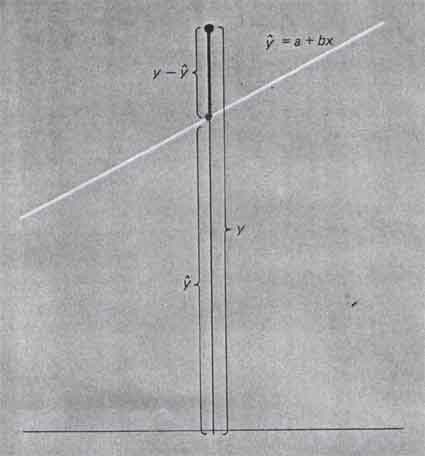 ŷ = a + bx
y − ŷ
y
ŷ